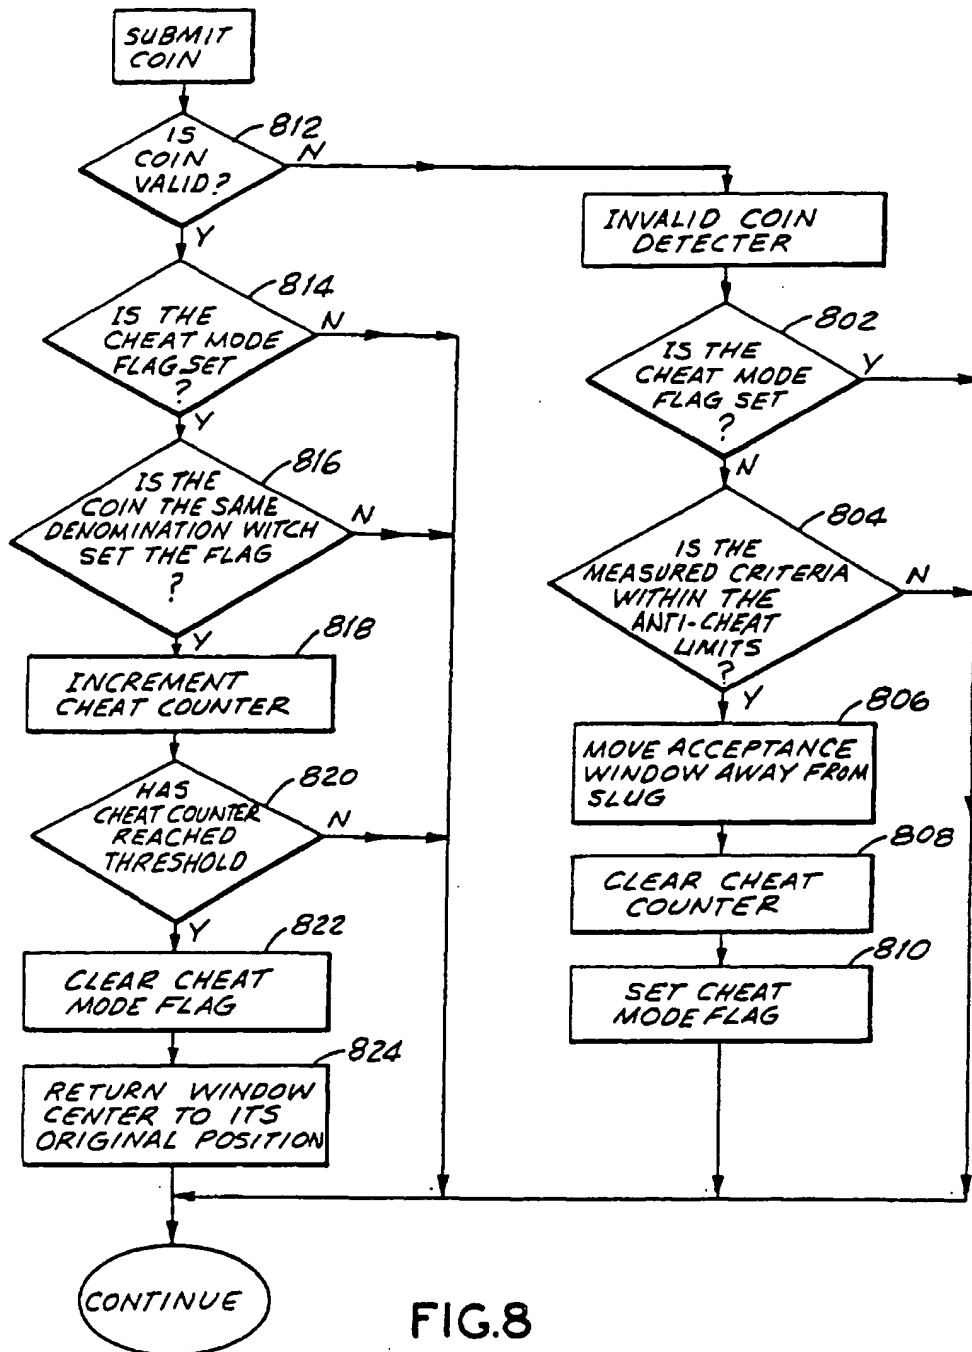 SUBMIT
COIN
812
IS
COIN
VALID?
N
Y
INVALID COIN
DETECTER
814
IS THE
CHEAT MODE
FLAG SET
?
N
Y
802
IS THE
CHEAT MODE
FLAG SET
?
Y
N
816
IS THE
COIN THE SAME
DENOMINATION WITCH
SET THE FLAG
?
N
Y
804
IS THE
MEASURED CRITERIA
WITHIN THE
ANTI-CHEAT
LIMITS
?
N
Y
818
INCREMENT
CHEAT COUNTER
806
MOVE ACCEPTANCE
WINDOW AWAY FROM
SLUG
820
HAS
CHEAT COUNTER
REACHED
THRESHOLD
N
Y
808
CLEAR CHEAT
COUNTER
822
CLEAR CHEAT
MODE FLAG
810
SET CHEAT
MODE FLAG
824
RETURN WINDOW
CENTER TO ITS
ORIGINAL POSITION
CONTINUE
FIG.8